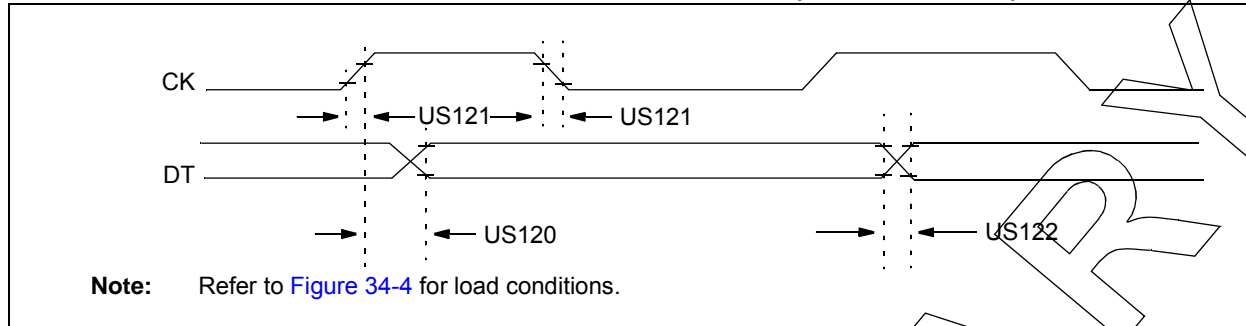 CK
US121 US121
DT
US120 US122
Note: Refer to Figure 34-4 for load conditions.